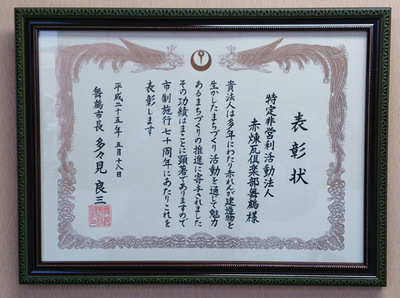 表彰状
特定非営利活動法人
赤煉瓦倶楽部舞鶴様
貴法人は多年にわたり赤れんが建造物を
生かしたまちづくり活動を通して魅力
あるまちづくりの推進に寄与されました
その功績はまことに顕著でありますので
市制施行七十周年にあたりこれを
表彰します
平成二十五年五月十八日
舞鶴市長 多々見良三